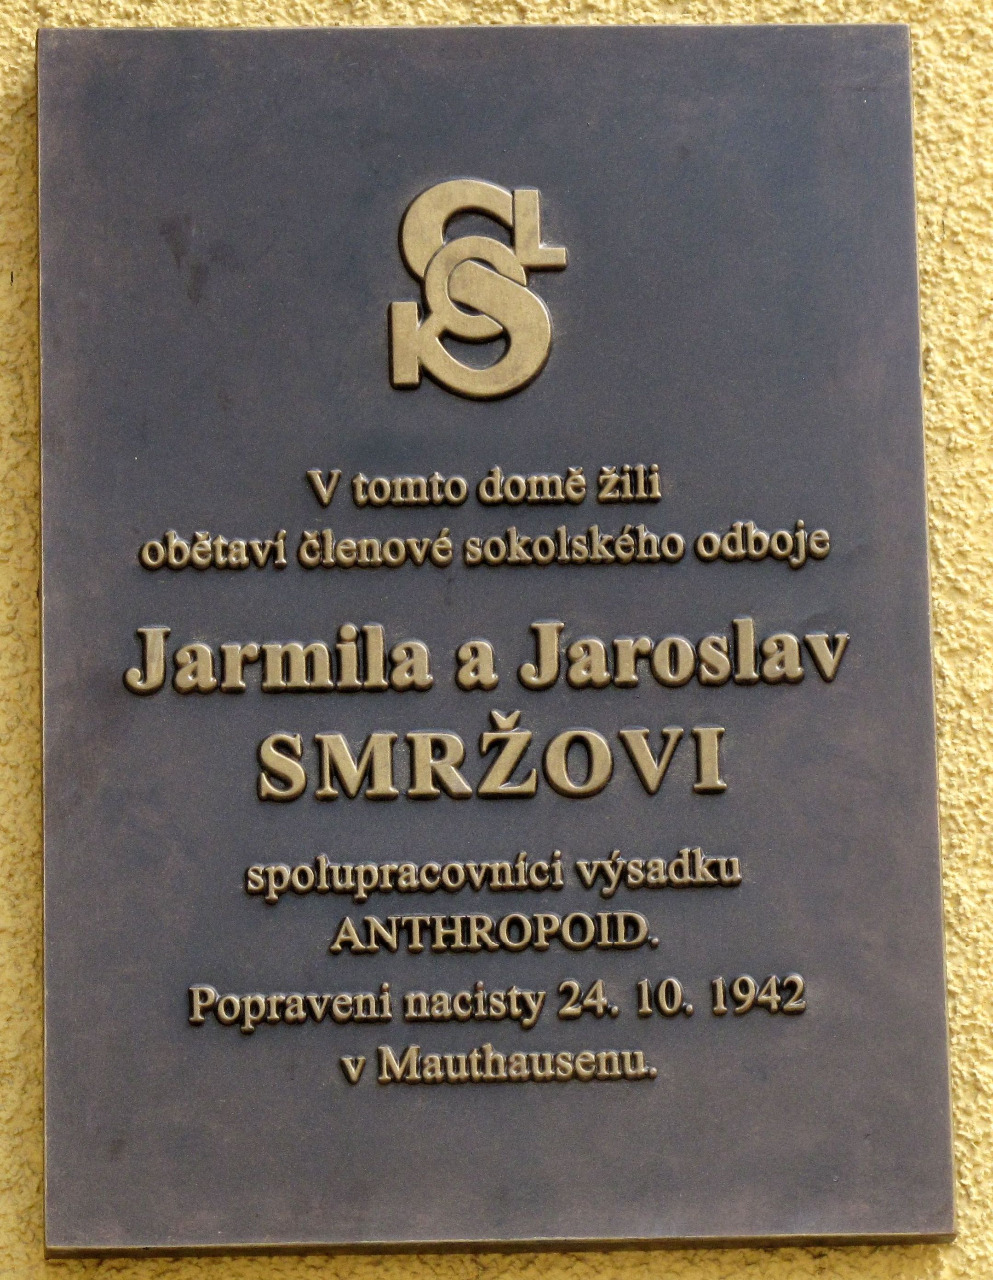 SOKOL
V tomto domě žili
obětaví členové sokolského odboje
Jarmila a Jaroslav
SMRŽOVI
spolupracovníci výsadku
ANTHROPOID.
Popraveni nacisty 24. 10. 1942
v Mauthausenu.